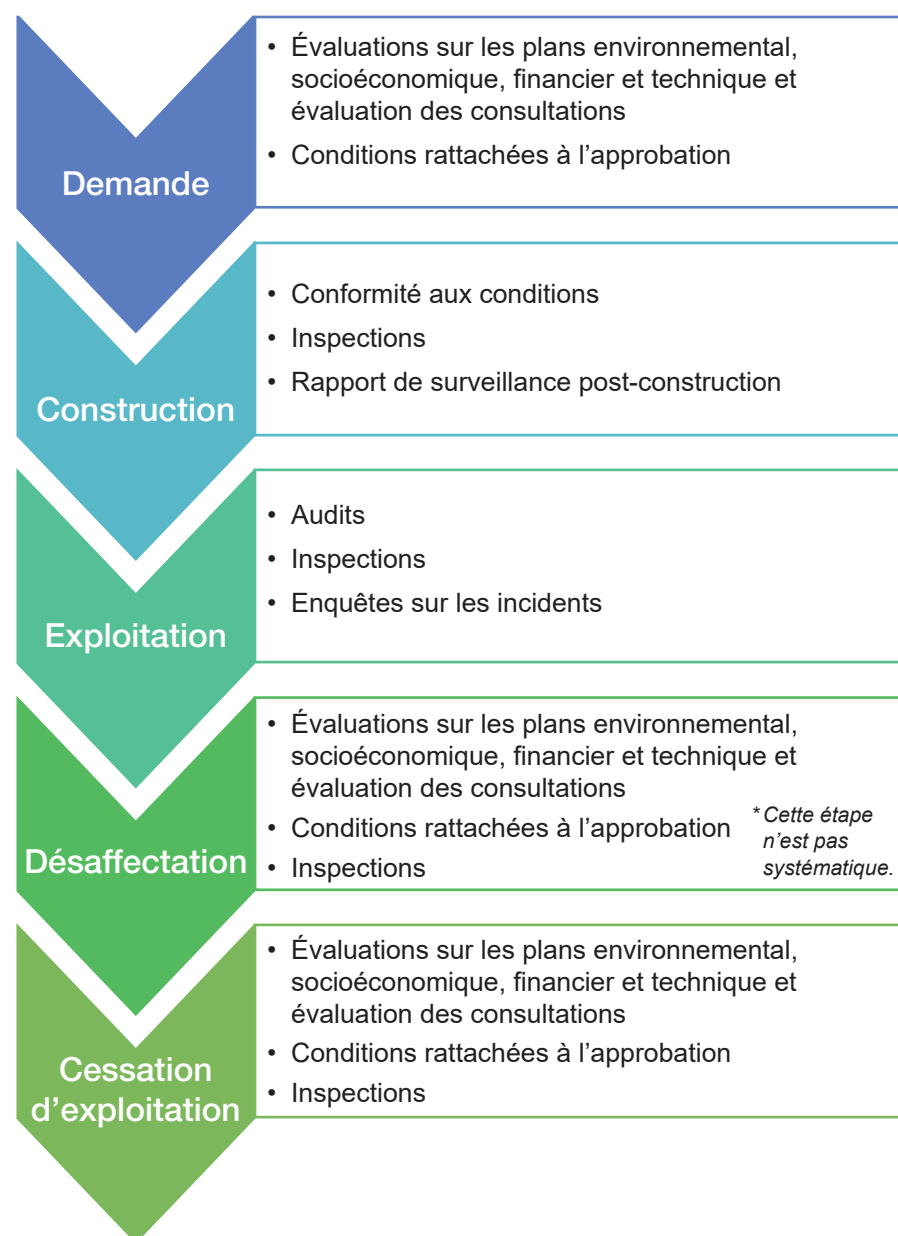 Demande
• Évaluations sur les plans environnemental,
socioéconomique, financier et technique et
évaluation des consultations
• Conditions rattachées à l’approbation
Construction
• Conformité aux conditions
• Inspections
• Rapport de surveillance post-construction
Exploitation
• Audits
• Inspections
• Enquêtes sur les incidents
Désaffectation
• Évaluations sur les plans environnemental,
socioéconomique, financier et technique et
évaluation des consultations
• Conditions rattachées à l’approbation
• Inspections
* Cette étape
n’est pas
systématique.
Cessation
d’exploitation
• Évaluations sur les plans environnemental,
socioéconomique, financier et technique et
évaluation des consultations
• Conditions rattachées à l’approbation
• Inspections